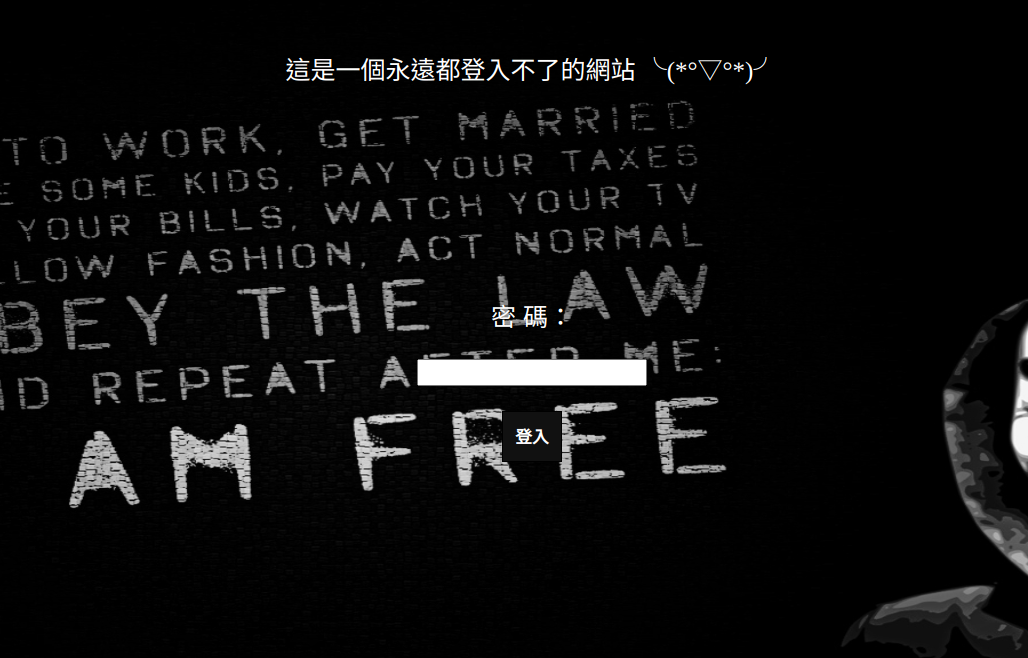 這是一個永遠都登入不了的網站 ╰(*°▽°*)╯
TO WORK, GET MARRIED
SOME KIDS, PAY YOUR TAXES
YOUR BILLS, WATCH YOUR TV
FASHION, ACT NORMAL
THE LAW
密 碼：
REPEAT AFTER ME:
AM FREE
登入